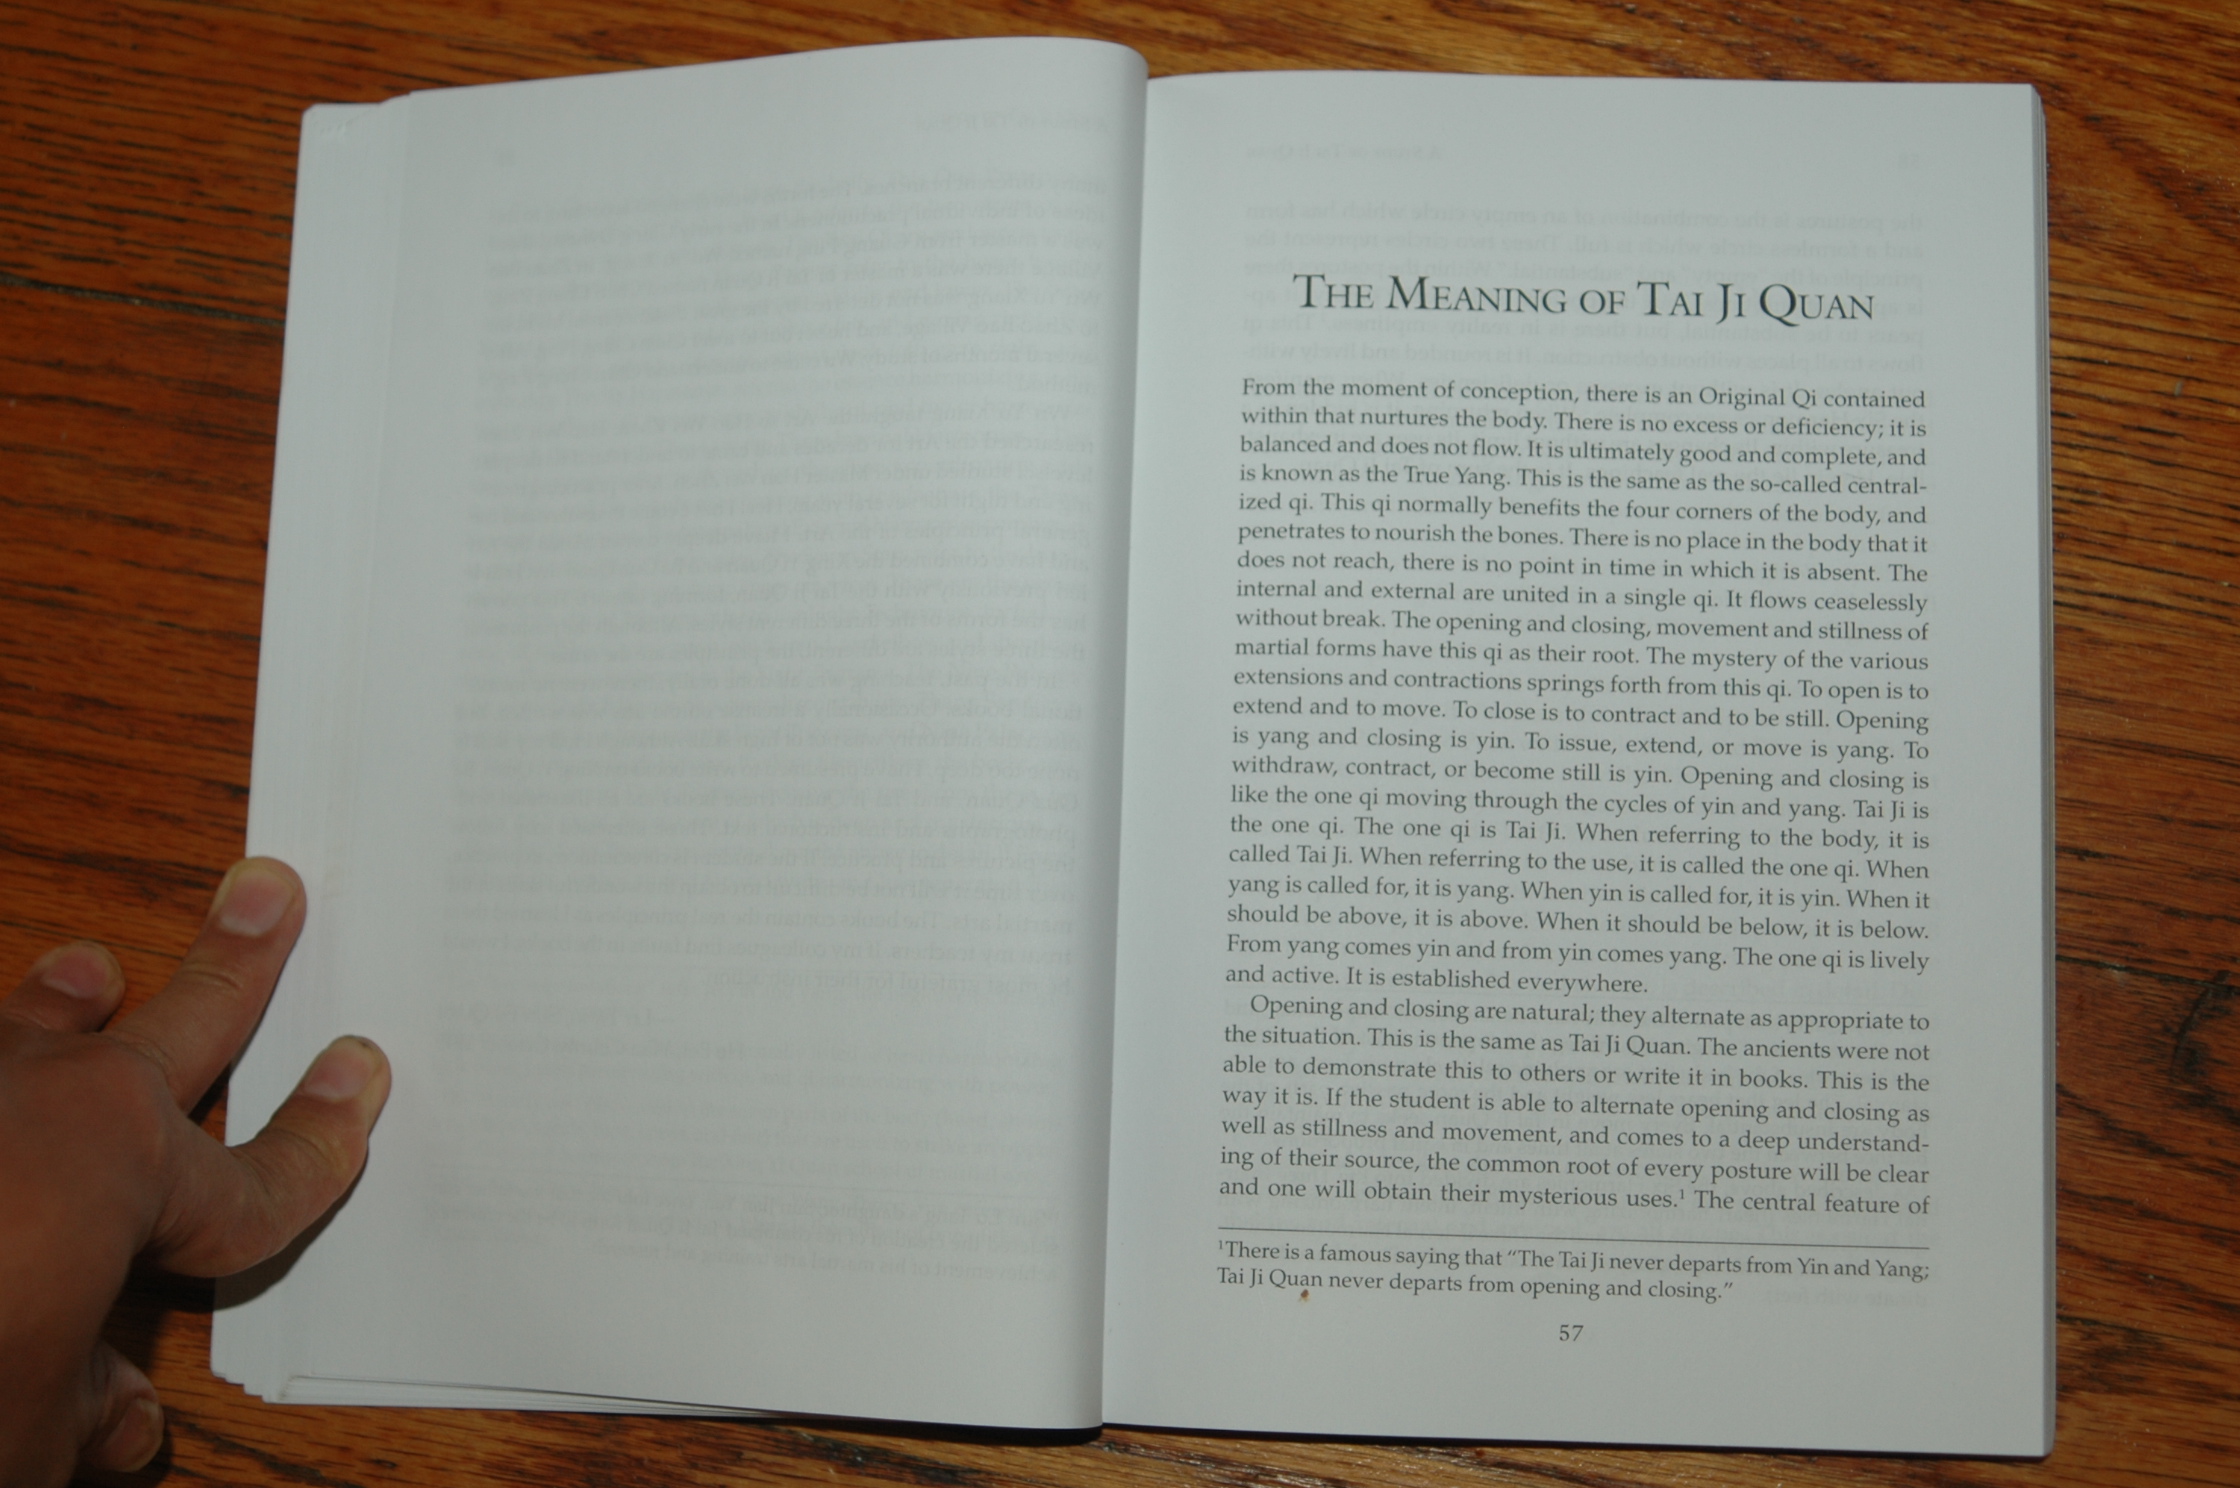 THE MEANING OF TAI JI QUAN
From the moment of conception, there is an Original Qi contained
within that nurtures the body. There is no excess or deficiency; it is
balanced and does not flow. It is ultimately good and complete, and
is known as the True Yang. This is the same as the so-called central-
ized qi. This qi normally benefits the four corners of the body, and
penetrates to nourish the bones. There is no place in the body that it
does not reach, there is no point in time in which it is absent. The
internal and external are united in a single qi. It flows ceaselessly
without break. The opening and closing, movement and stillness of
martial forms have this qi as their root. The mystery of the various
extensions and contractions springs forth from this qi. To open is to
extend and to move. To close is to contract and to be still. Opening
is yang and closing is yin. To issue, extend, or move is yang. To
withdraw, contract, or become still is yin. Opening and closing is
like the one qi moving through the cycles of yin and yang. Tai Ji is
the one qi. The one qi is Tai Ji. When referring to the body, it is
called Tai Ji. When referring to the use, it is called the one qi. When
yang is called for, it is yang. When yin is called for, it is yin. When it
should be above, it is above. When it should be below, it is below.
From yang comes yin and from yin comes yang. The one qi is lively
and active. It is established everywhere.
Opening and closing are natural; they alternate as appropriate to
the situation. This is the same as Tai Ji Quan. The ancients were not
able to demonstrate this to others or write it in books. This is the
way it is. If the student is able to alternate opening and closing as
well as stillness and movement, and comes to a deep understand-
ing of their source, the common root of every posture will be clear
and one will obtain their mysterious uses.¹ The central feature of
¹There is a famous saying that “The Tai Ji never departs from Yin and Yang;
Tai Ji Quan never departs from opening and closing.”
57